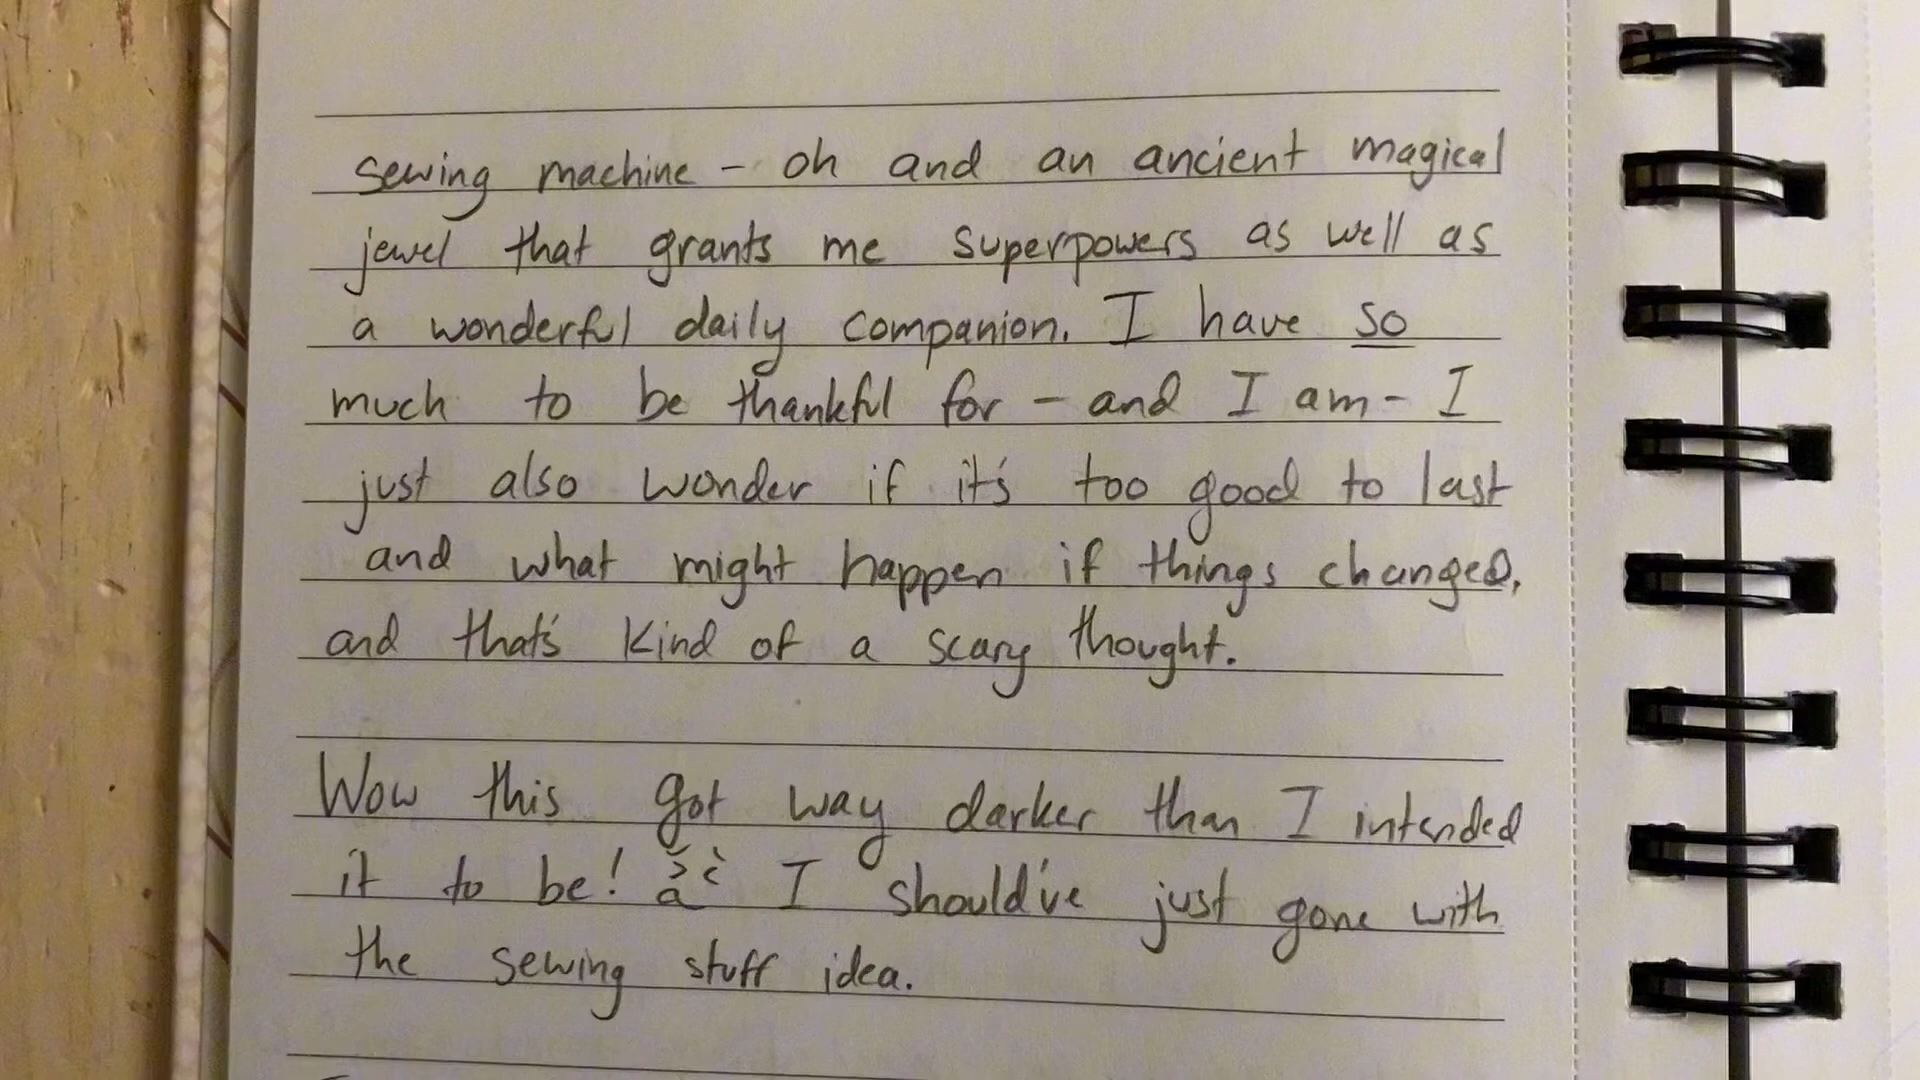 sewing machine - oh and an ancient magical
jewel that grants me superpowers as well as
a wonderful daily companion. I have so
much to be thankful for - and I am - I
just also wonder if it's too good to last
and what might happen if things changed,
and that's kind of a scary thought.
Wow this got way darker than I intended
it to be! I should've just gone with
the sewing stuff idea.